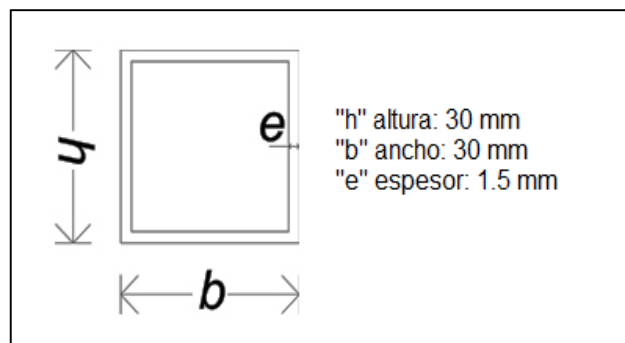 h
e
b
"h" altura: 30 mm
"b" ancho: 30 mm
"e" espesor: 1.5 mm